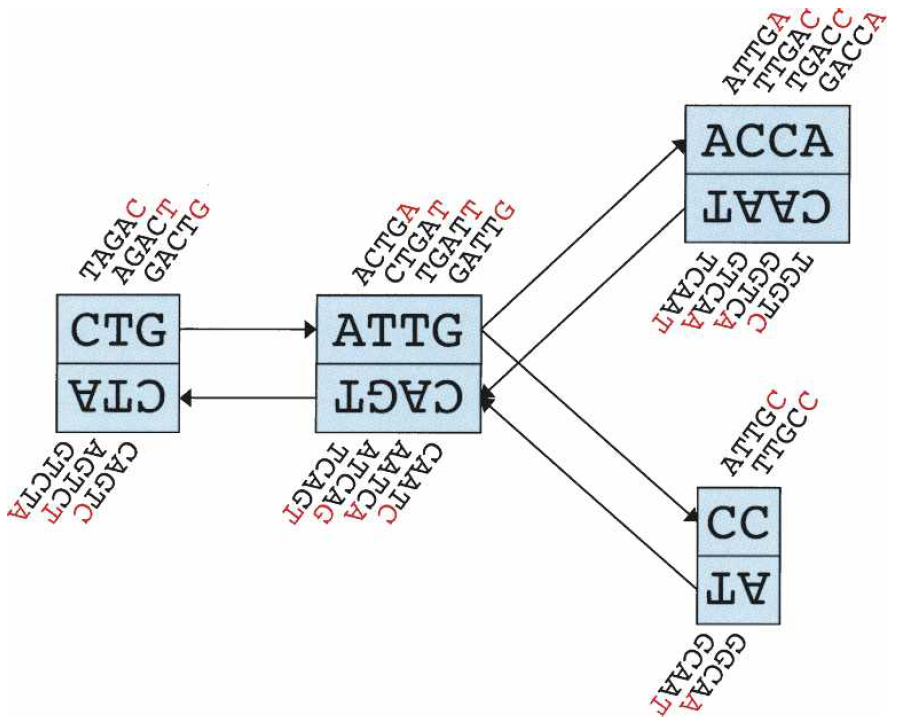 ATTGA
TTGAC
TGACC
GACCA
ACCA
CAAT
TCAAT
GTCAA
GGTCA
TGGTC
TAGAC
AGACT
GACTG
CTG
CTA
GTCTA
AGTCT
CAGTC
ACTGA
CTGAT
TGATT
GATTG
ATTG
CAGT
TCAGT
ATCAG
AATCA
CAATC
ATTGC
TTGCC
CC
AT
GCAAT
GGCAA